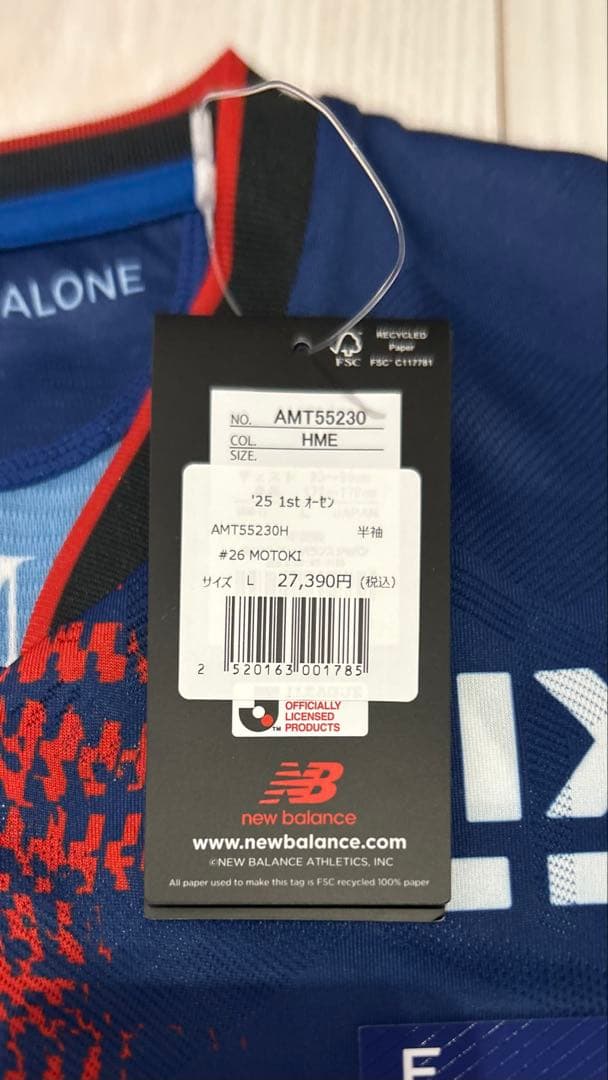 ALONE
RECYCLED
Paper
FSC
FSC® C117781
NO. AMT55230
COL. HME
SIZE.
'25 1st オーセン
AMT55230H 半袖
#26 MOTOKI
サイズ L 27,390円 (税込)
2 520163 001785
OFFICIALLY
LICENSED
PRODUCTS
TM
NB
new balance
www.newbalance.com
©NEW BALANCE ATHLETICS, INC
All paper used to make this tag is FSC recycled 100% paper
E